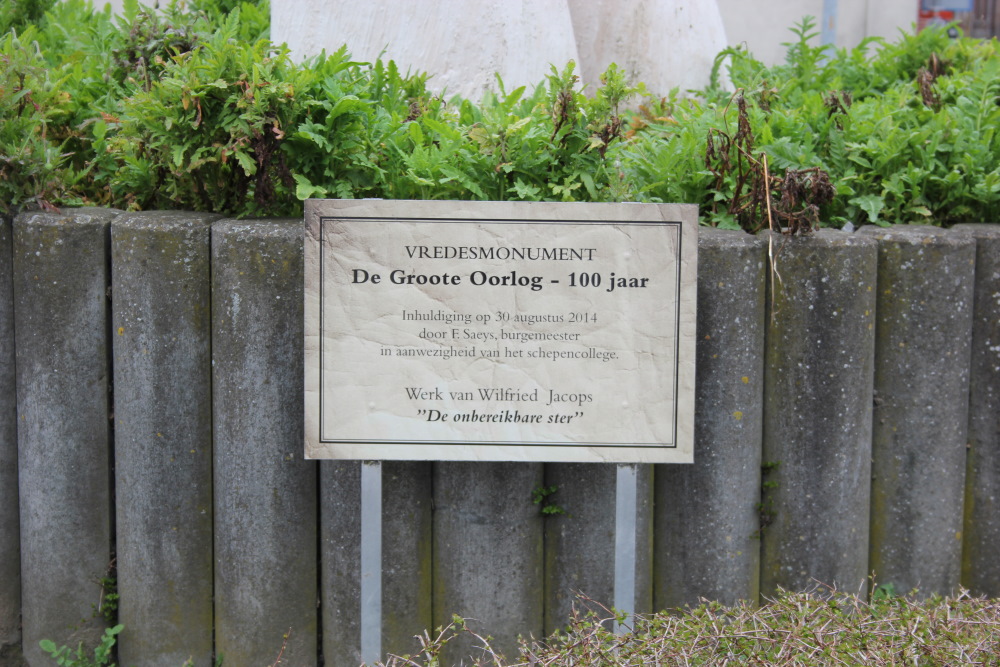 VREDESMONUMENT
De Groote Oorlog - 100 jaar
Inhuldiging op 30 augustus 2014
door F. Saeys, burgemeester
in aanwezigheid van het schepencollege.
Werk van Wilfried Jacops
"De onbereikbare ster"